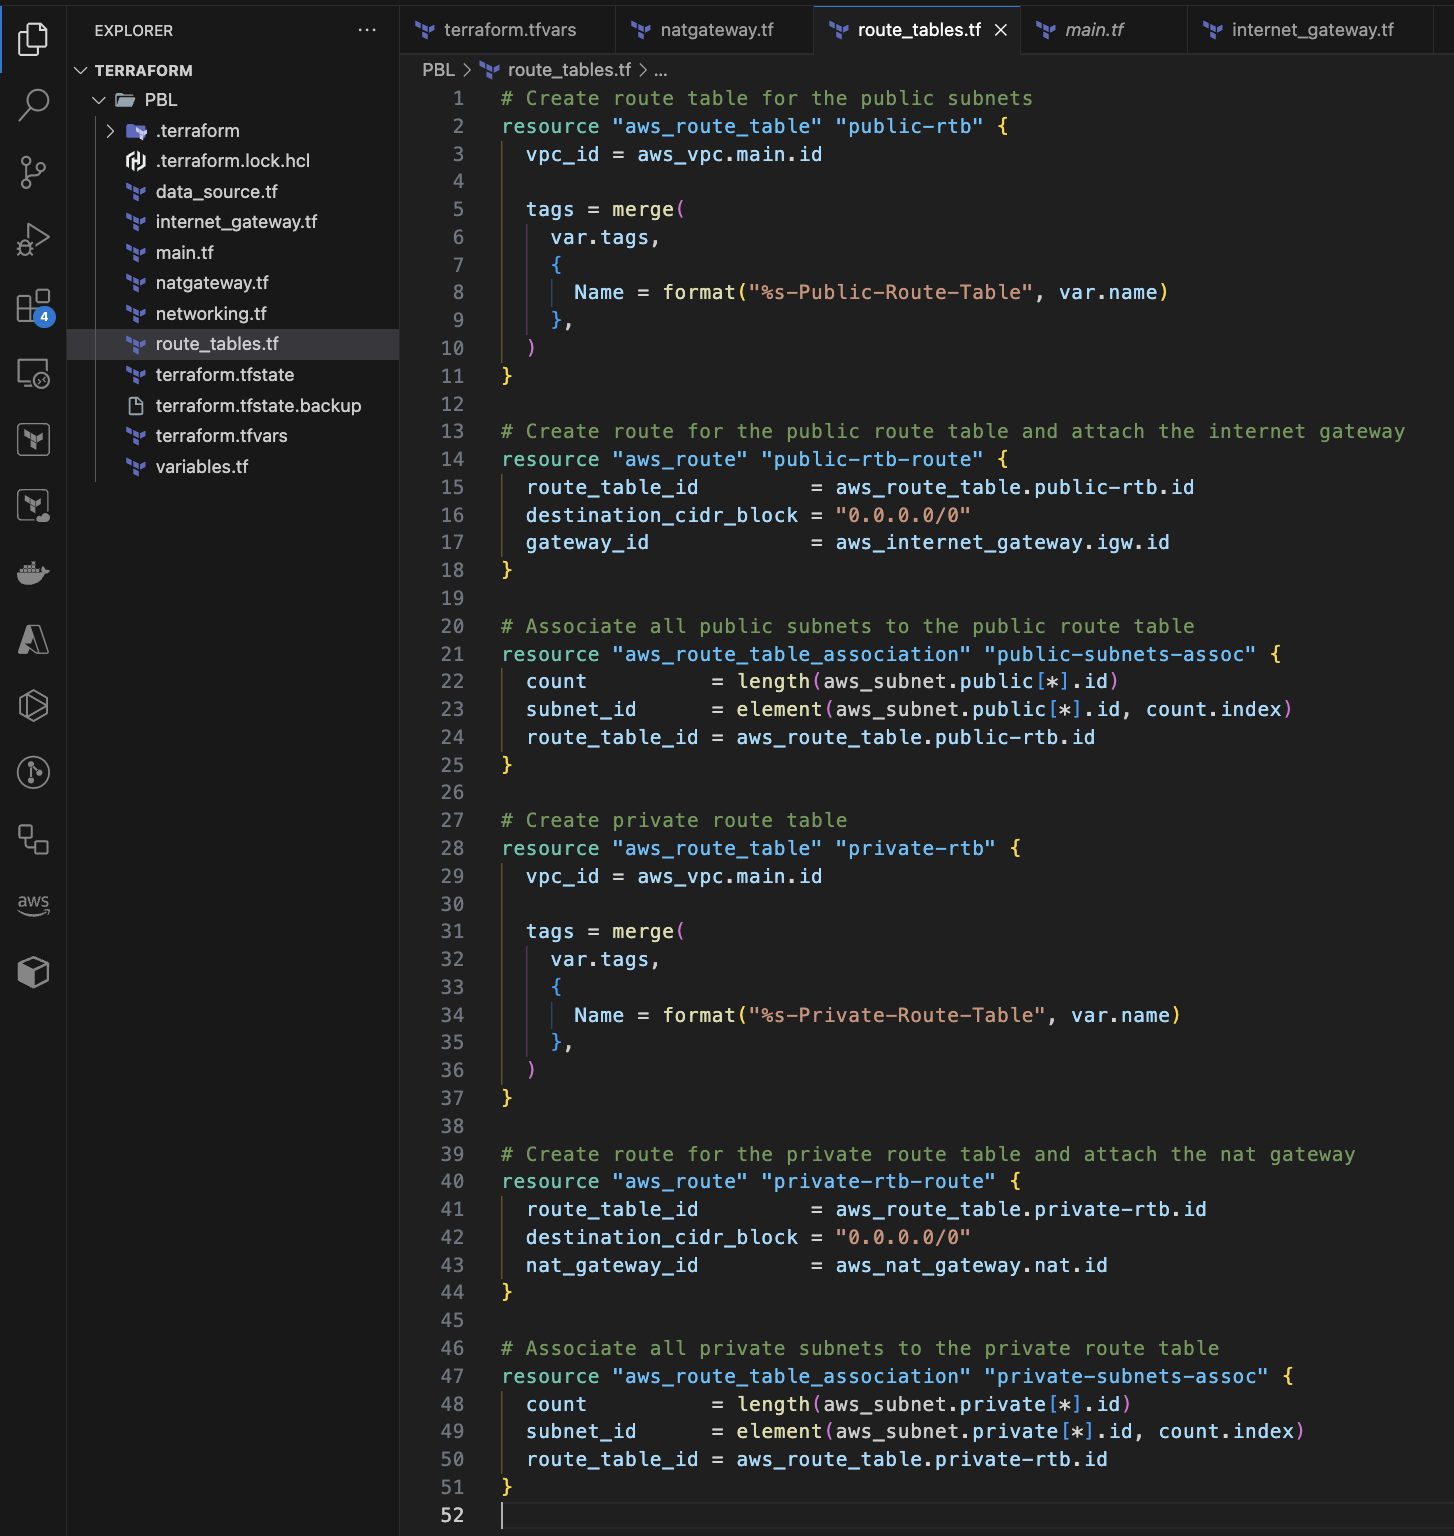 EXPLORER
TERRAFORM
PBL
.terraform
.terraform.lock.hcl
data_source.tf
internet_gateway.tf
main.tf
natgateway.tf
networking.tf
route_tables.tf
terraform.tfstate
terraform.tfstate.backup
terraform.tfvars
variables.tf
4
aws
terraform.tfvars natgateway.tf route_tables.tf main.tf internet_gateway.tf
PBL > route_tables.tf > ...
1 # Create route table for the public subnets
2 resource "aws_route_table" "public-rtb" {
3   vpc_id = aws_vpc.main.id
4
5   tags = merge(
6     var.tags,
7     {
8       Name = format("%s-Public-Route-Table", var.name)
9     },
10   )
11 }
12
13 # Create route for the public route table and attach the internet gateway
14 resource "aws_route" "public-rtb-route" {
15   route_table_id         = aws_route_table.public-rtb.id
16   destination_cidr_block = "0.0.0.0/0"
17   gateway_id             = aws_internet_gateway.igw.id
18 }
19
20 # Associate all public subnets to the public route table
21 resource "aws_route_table_association" "public-subnets-assoc" {
22   count          = length(aws_subnet.public[*].id)
23   subnet_id      = element(aws_subnet.public[*].id, count.index)
24   route_table_id = aws_route_table.public-rtb.id
25 }
26
27 # Create private route table
28 resource "aws_route_table" "private-rtb" {
29   vpc_id = aws_vpc.main.id
30
31   tags = merge(
32     var.tags,
33     {
34       Name = format("%s-Private-Route-Table", var.name)
35     },
36   )
37 }
38
39 # Create route for the private route table and attach the nat gateway
40 resource "aws_route" "private-rtb-route" {
41   route_table_id         = aws_route_table.private-rtb.id
42   destination_cidr_block = "0.0.0.0/0"
43   nat_gateway_id         = aws_nat_gateway.nat.id
44 }
45
46 # Associate all private subnets to the private route table
47 resource "aws_route_table_association" "private-subnets-assoc" {
48   count          = length(aws_subnet.private[*].id)
49   subnet_id      = element(aws_subnet.private[*].id, count.index)
50   route_table_id = aws_route_table.private-rtb.id
51 }
52